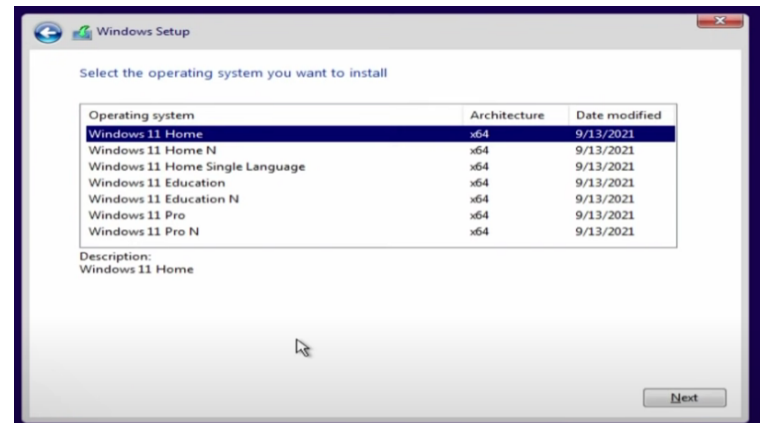 Windows Setup
Select the operating system you want to install
Operating system Architecture Date modified
Windows 11 Home x64 9/13/2021
Windows 11 Home N x64 9/13/2021
Windows 11 Home Single Language x64 9/13/2021
Windows 11 Education x64 9/13/2021
Windows 11 Education N x64 9/13/2021
Windows 11 Pro x64 9/13/2021
Windows 11 Pro N x64 9/13/2021
Description:
Windows 11 Home
Next